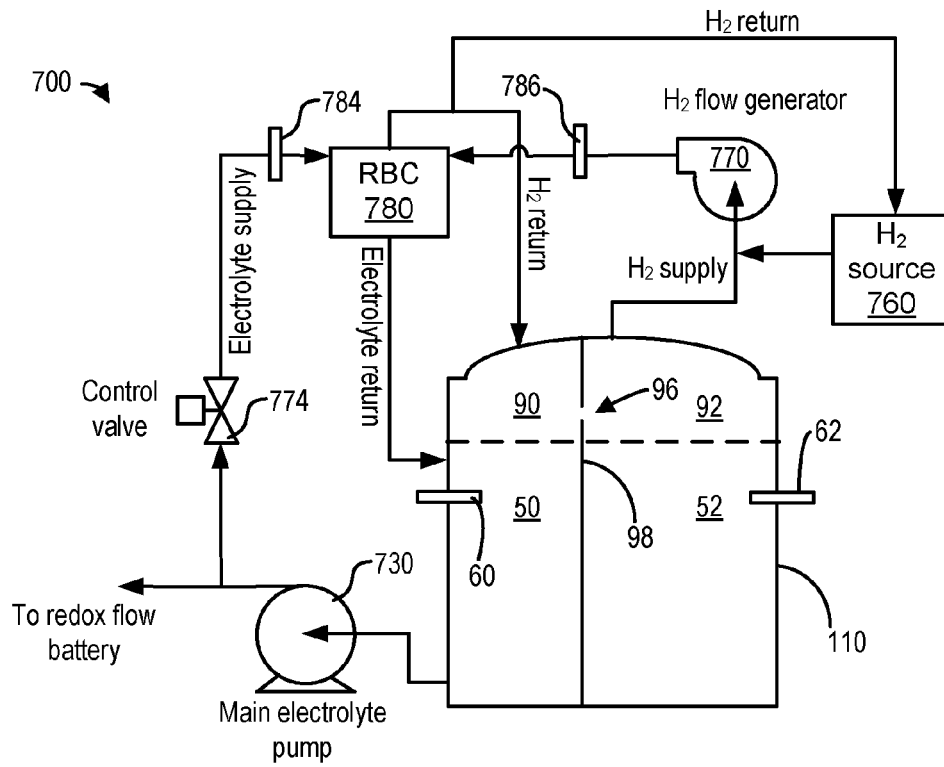 H2 return
700
784
786
H2 flow generator
770
RBC
780
H2 return
Electrolyte supply
Electrolyte return
H2 supply
H2
source
760
Control
valve
774
90
96
92
62
50
98
52
60
730
To redox flow
battery
110
Main electrolyte
pump